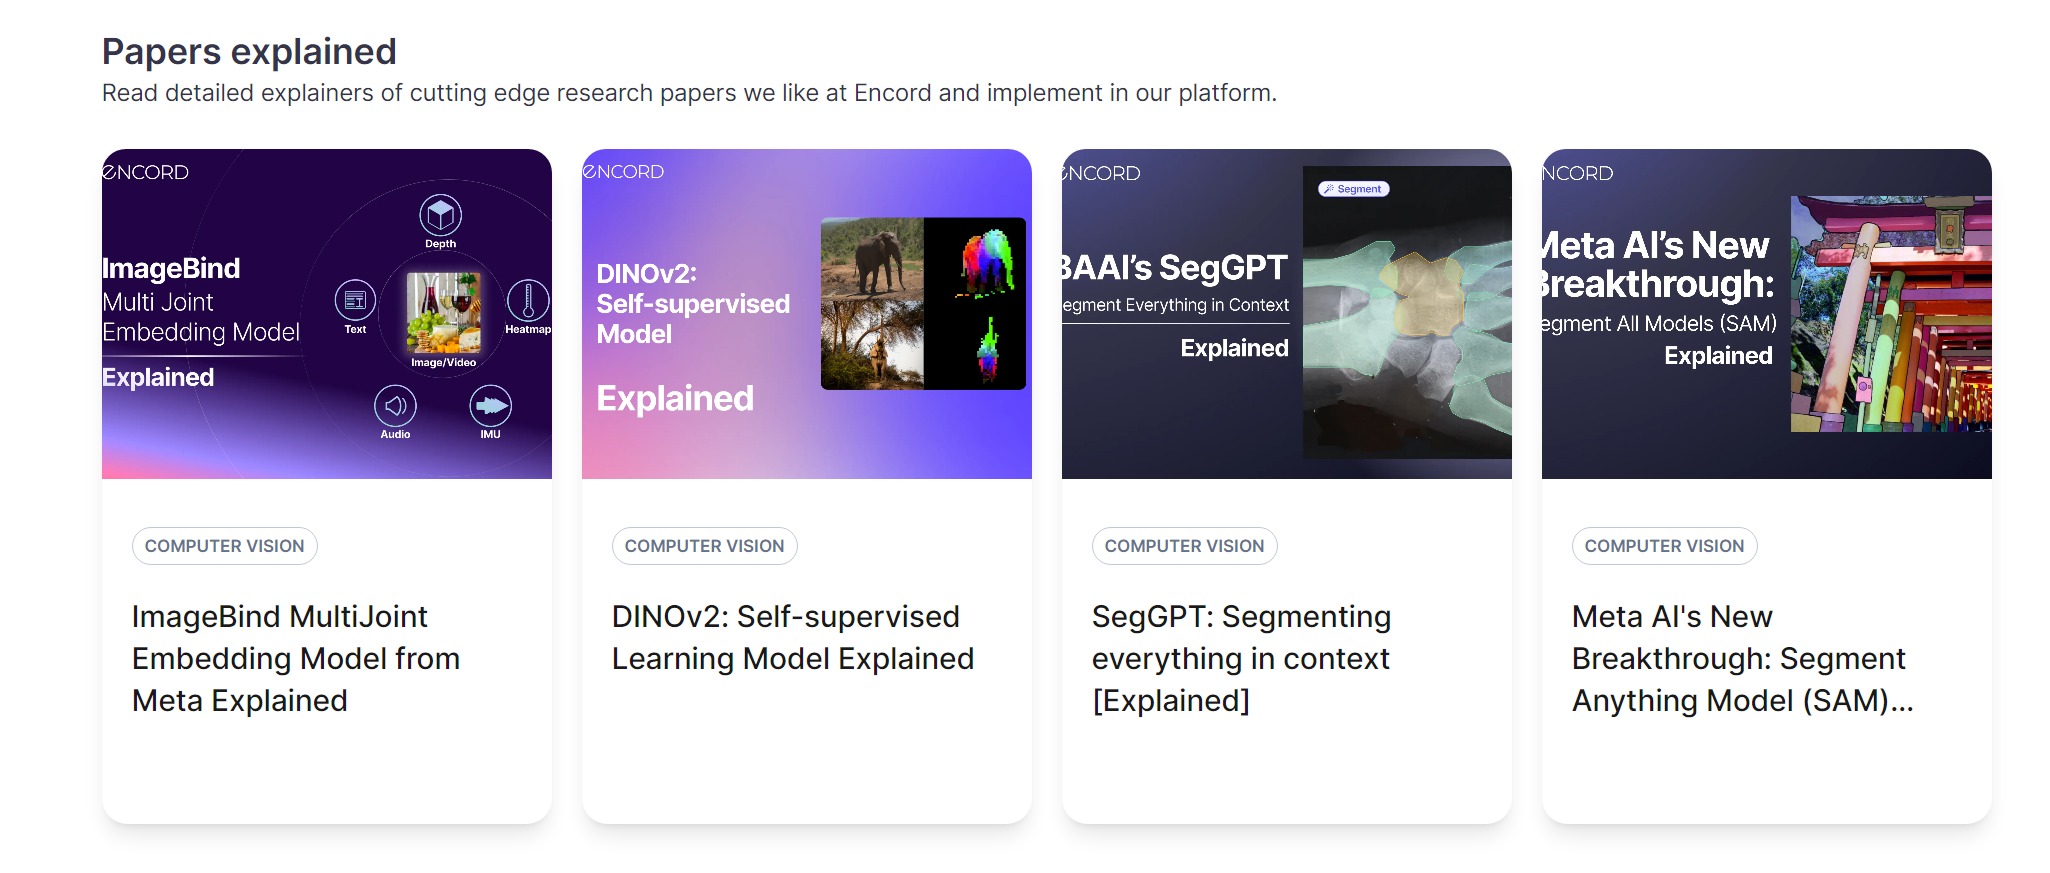 Papers explained
Read detailed explainers of cutting edge research papers we like at Encord and implement in our platform.
ENCORD
ImageBind
Multi Joint
Embedding Model
Explained
Depth
Text
Heatmap
Image/Video
Audio
IMU
COMPUTER VISION
ImageBind MultiJoint
Embedding Model from
Meta Explained
ENCORD
DINOv2:
Self-supervised
Model
Explained
COMPUTER VISION
DINOv2: Self-supervised
Learning Model Explained
ENCORD
BAAI's SegGPT
egment Everything in Context
Explained
Segment
COMPUTER VISION
SegGPT: Segmenting
everything in context
[Explained]
NCORD
Meta AI's New
Breakthrough:
egment All Models (SAM)
Explained
COMPUTER VISION
Meta AI's New
Breakthrough: Segment
Anything Model (SAM)...